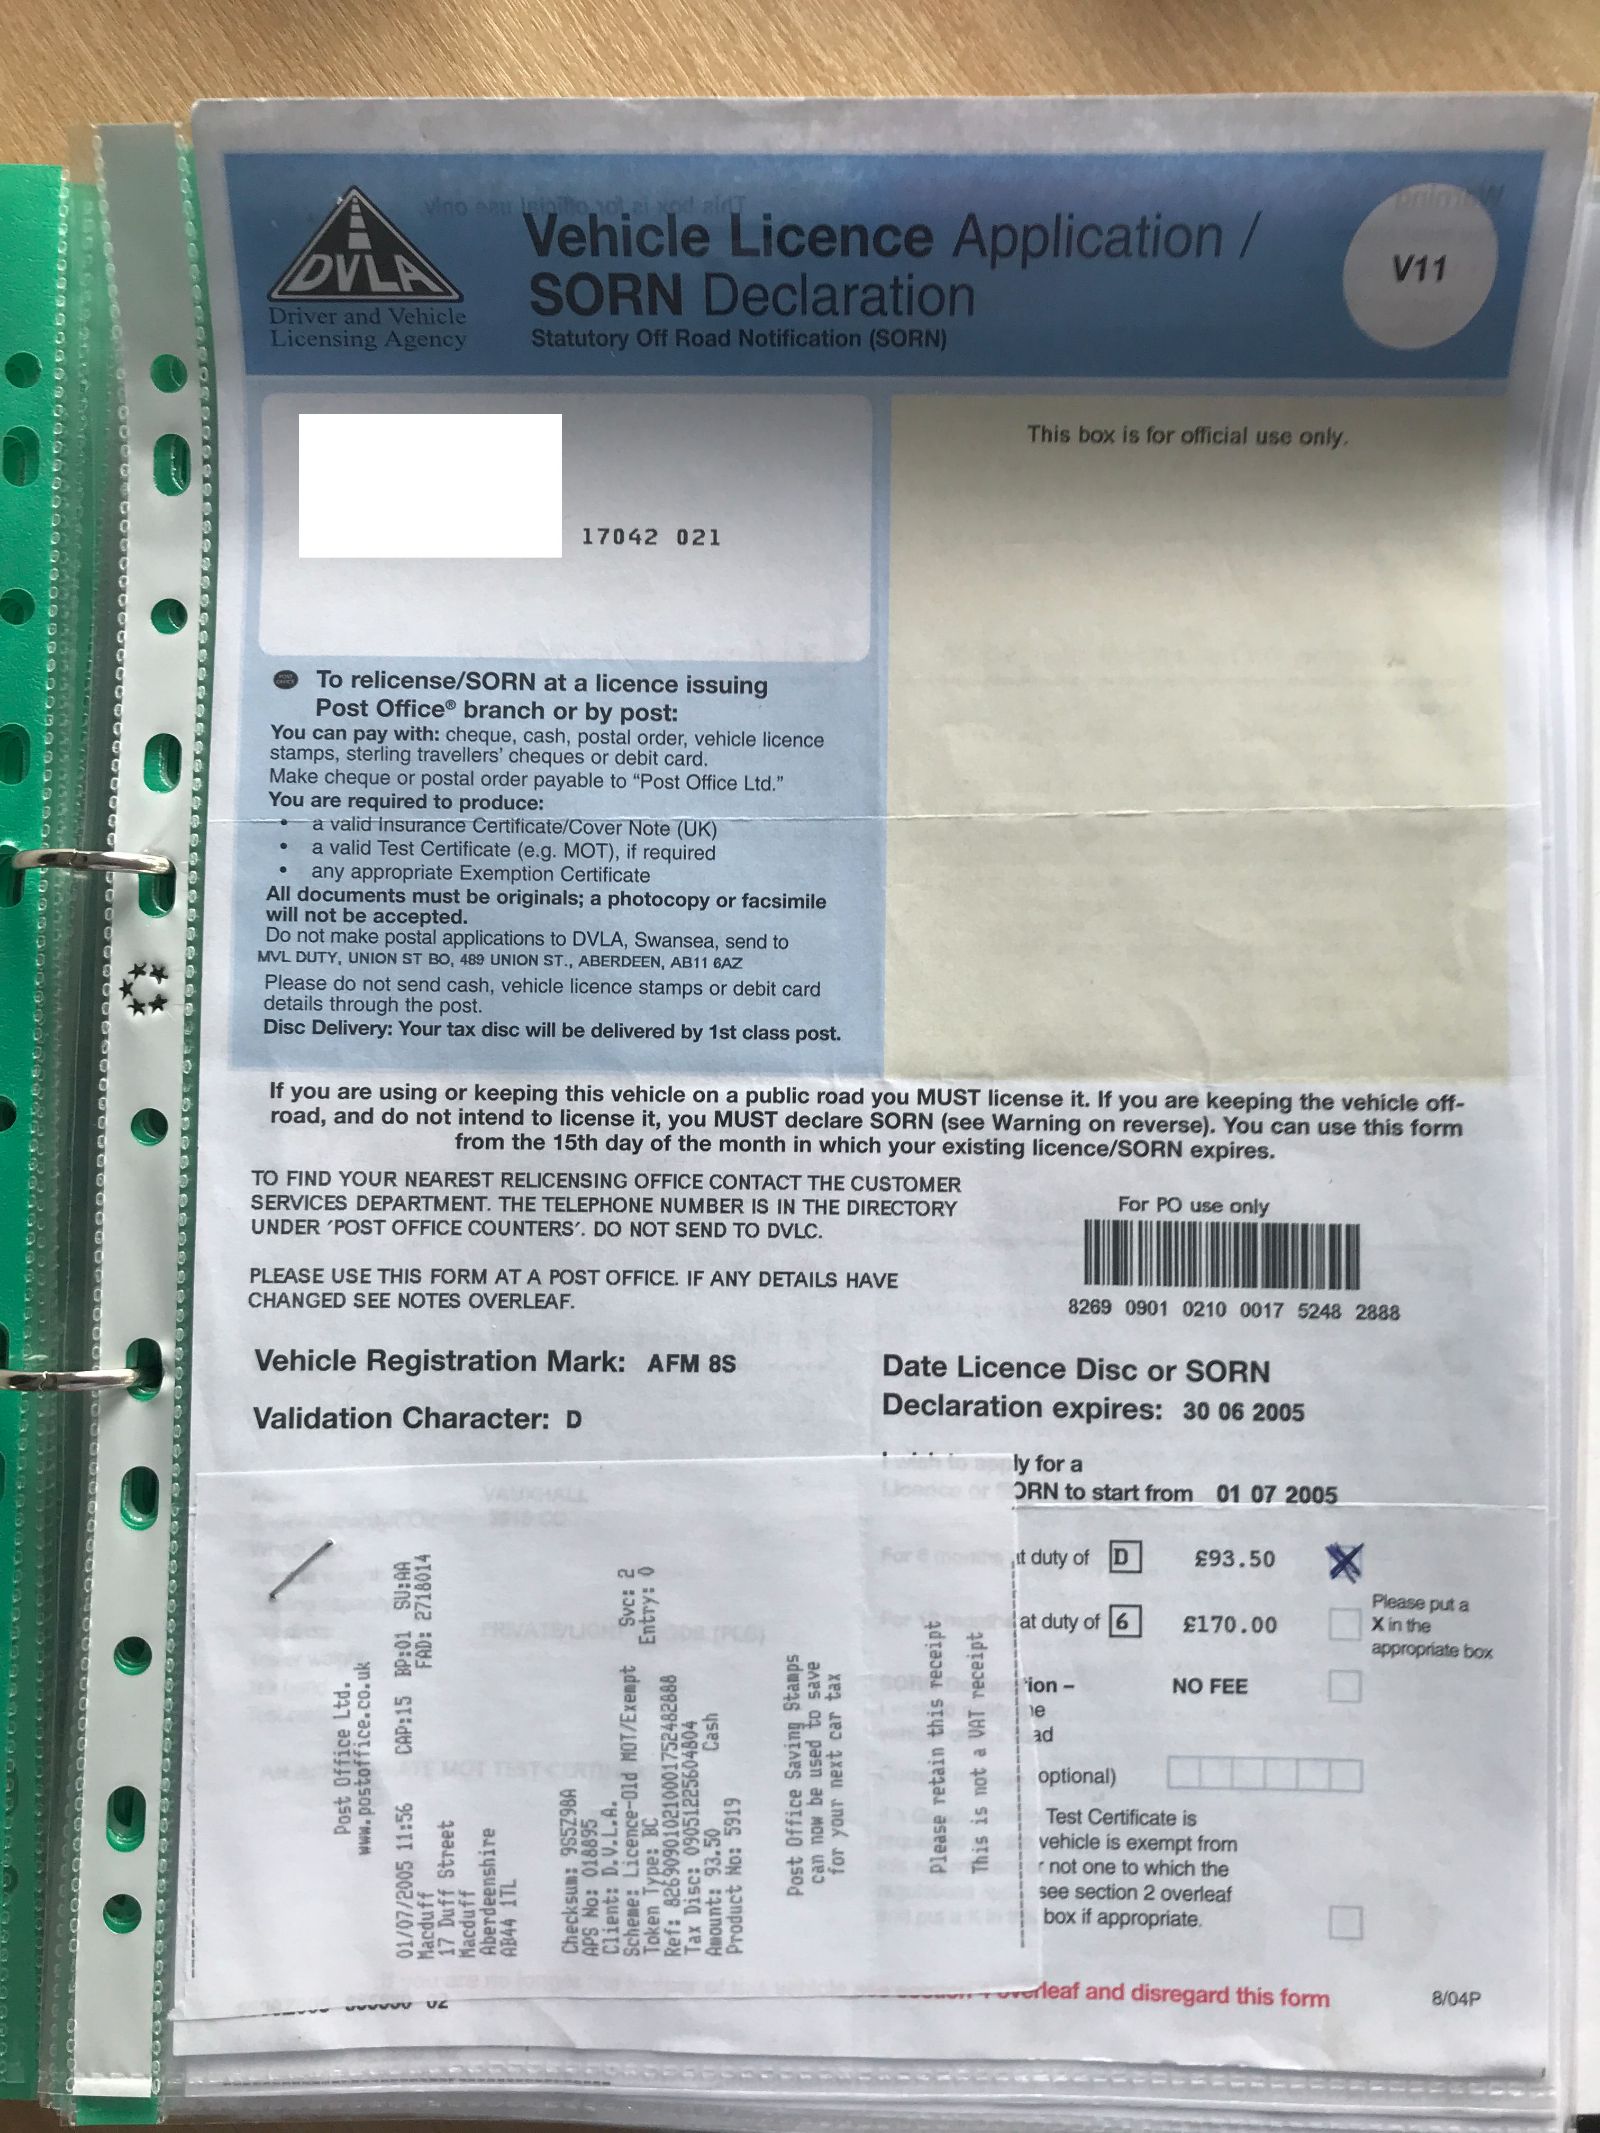 DVLA
Driver and Vehicle
Licensing Agency
Vehicle Licence Application /
SORN Declaration
Statutory Off Road Notification (SORN)
V11
17042 021
This box is for official use only.
To relicense/SORN at a licence issuing
Post Office® branch or by post:
You can pay with: cheque, cash, postal order, vehicle licence
stamps, sterling travellers' cheques or debit card.
Make cheque or postal order payable to “Post Office Ltd.”
You are required to produce:
• a valid Insurance Certificate/Cover Note (UK)
• a valid Test Certificate (e.g. MOT), if required
• any appropriate Exemption Certificate
All documents must be originals; a photocopy or facsimile
will not be accepted.
Do not make postal applications to DVLA, Swansea, send to
MVL DUTY, UNION ST BO, 489 UNION ST., ABERDEEN, AB11 6AZ
Please do not send cash, vehicle licence stamps or debit card
details through the post.
Disc Delivery: Your tax disc will be delivered by 1st class post.
If you are using or keeping this vehicle on a public road you MUST license it. If you are keeping the vehicle off-
road, and do not intend to license it, you MUST declare SORN (see Warning on reverse). You can use this form
from the 15th day of the month in which your existing licence/SORN expires.
TO FIND YOUR NEAREST RELICENSING OFFICE CONTACT THE CUSTOMER
SERVICES DEPARTMENT. THE TELEPHONE NUMBER IS IN THE DIRECTORY
UNDER 'POST OFFICE COUNTERS'. DO NOT SEND TO DVLC.
PLEASE USE THIS FORM AT A POST OFFICE. IF ANY DETAILS HAVE
CHANGED SEE NOTES OVERLEAF.
For PO use only
8269 0901 0210 0017 5248 2888
Vehicle Registration Mark: AFM 8S
Validation Character: D
Date Licence Disc or SORN
Declaration expires: 30 06 2005
ly for a
ORN to start from 01 07 2005
at duty of D £93.50 X
at duty of 6 £170.00
Please put a
X in the
appropriate box
ion – NO FEE
ne
ad
optional)
Test Certificate is
vehicle is exempt from
r not one to which the
see section 2 overleaf
box if appropriate.
overleaf and disregard this form
8/04P
Post Office Ltd.
www.postoffice.co.uk
01/07/2005 11:56 CAP:15 BP:01 SU:AA
Macduff FAD: 2718014
17 Duff Street
Macduff
Aberdeenshire
AB44 1TL
Checksum: 9S5Z98A
APS No: 018895
Client: D.V.L.A.
Scheme: Licence-Old MOT/Exempt Svc: 2
Token Type: BC Entry: 0
Ref: 826909010210001752482888
Tax Disc: 09051225604804
Amount: 93.50 Cash
Product No: 5919
Post Office Saving Stamps
can now be used to save
for your next car tax
Please retain this receipt
This is not a VAT receipt